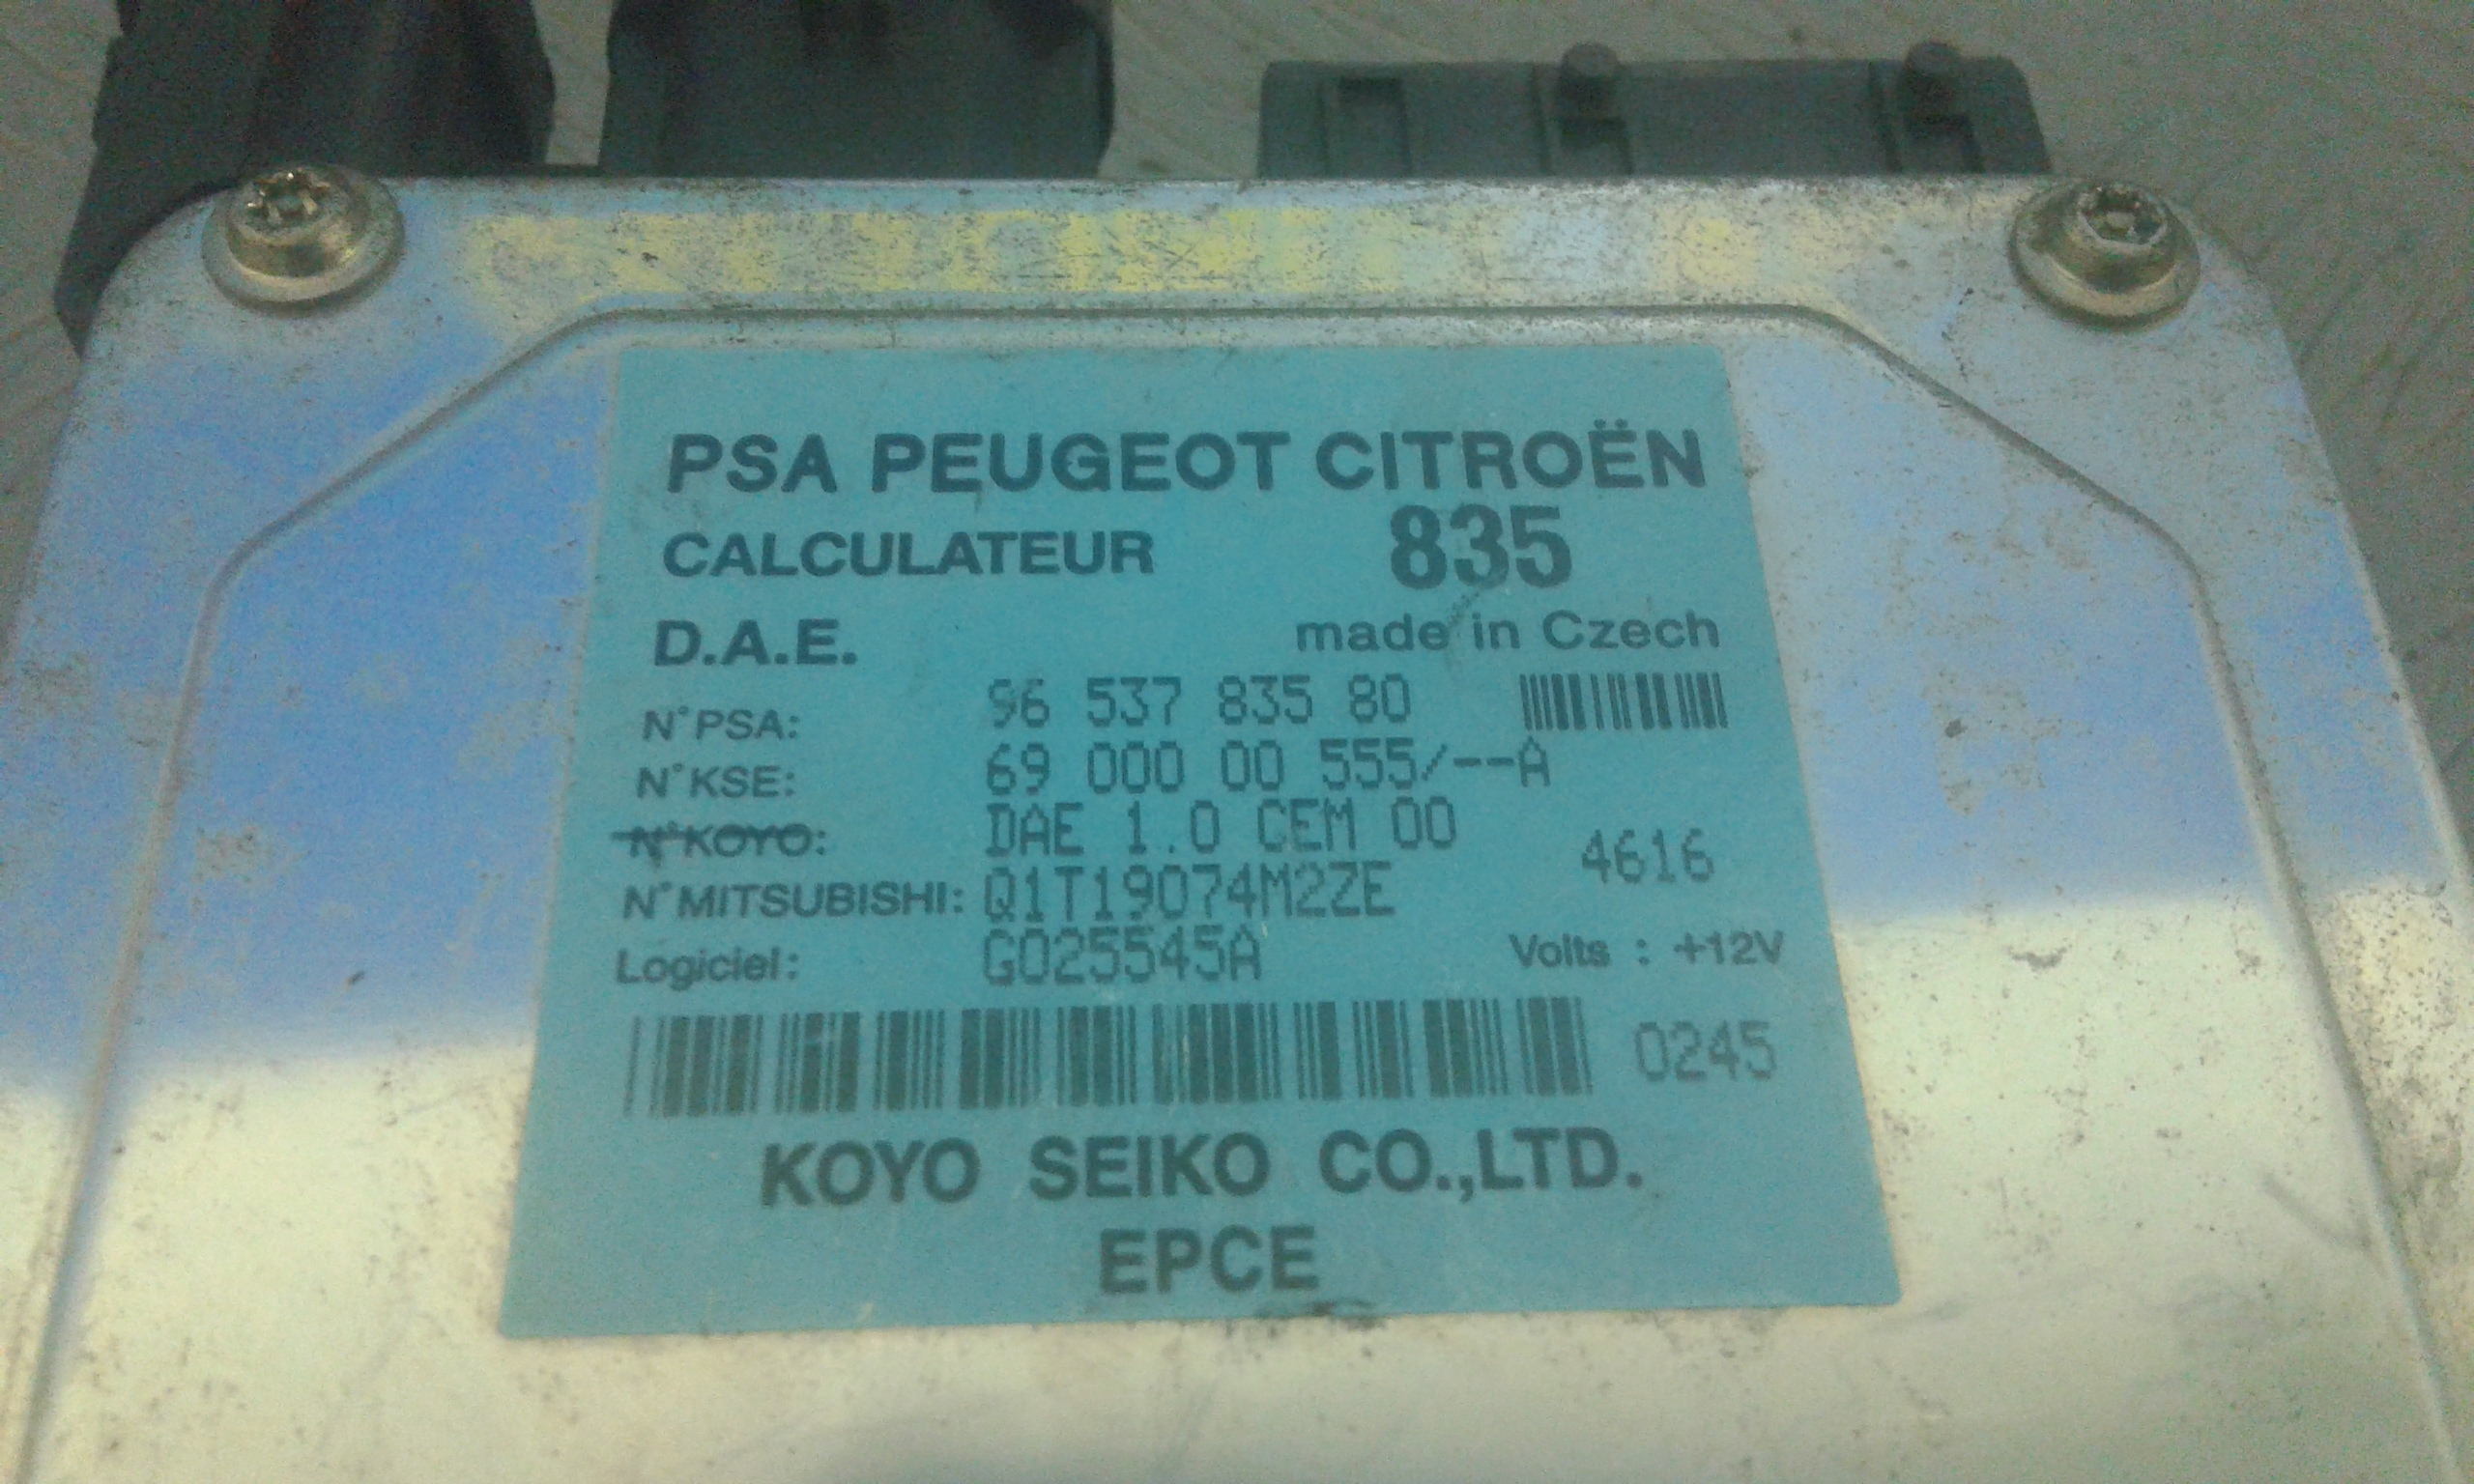 PSA PEUGEOT CITROËN
CALCULATEUR 835
D.A.E. made in Czech
N°PSA: 96 537 835 80
N°KSE: 69 000 00 555/--A
N°KOYO: DAE 1.0 CEM 00
4616
N°MITSUBISHI: Q1T19074M2ZE
Logiciel: G025545A Volts : +12V
0245
KOYO SEIKO CO.,LTD.
EPCE